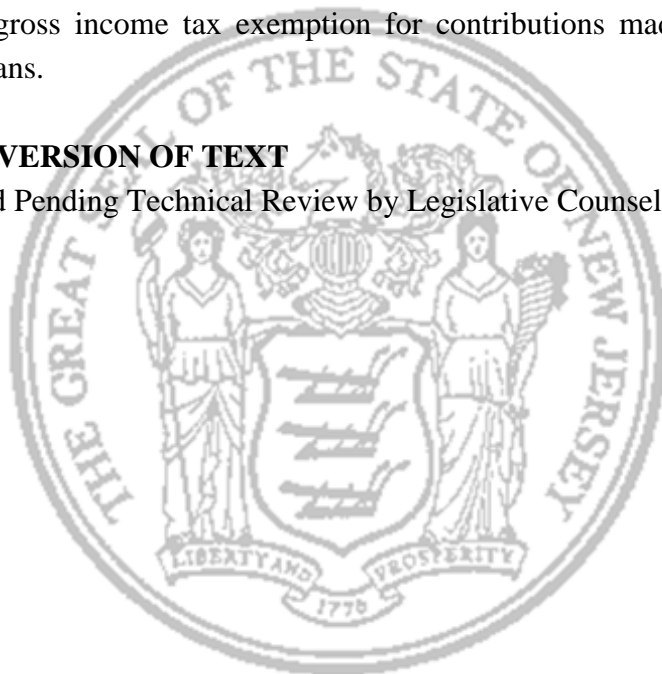 gross income tax exemption for contributions mad
ans.
VERSION OF TEXT
d Pending Technical Review by Legislative Counsel
THE GREAT SEAL OF THE STATE OF NEW JERSEY
LIBERTY AND PROSPERITY
1776